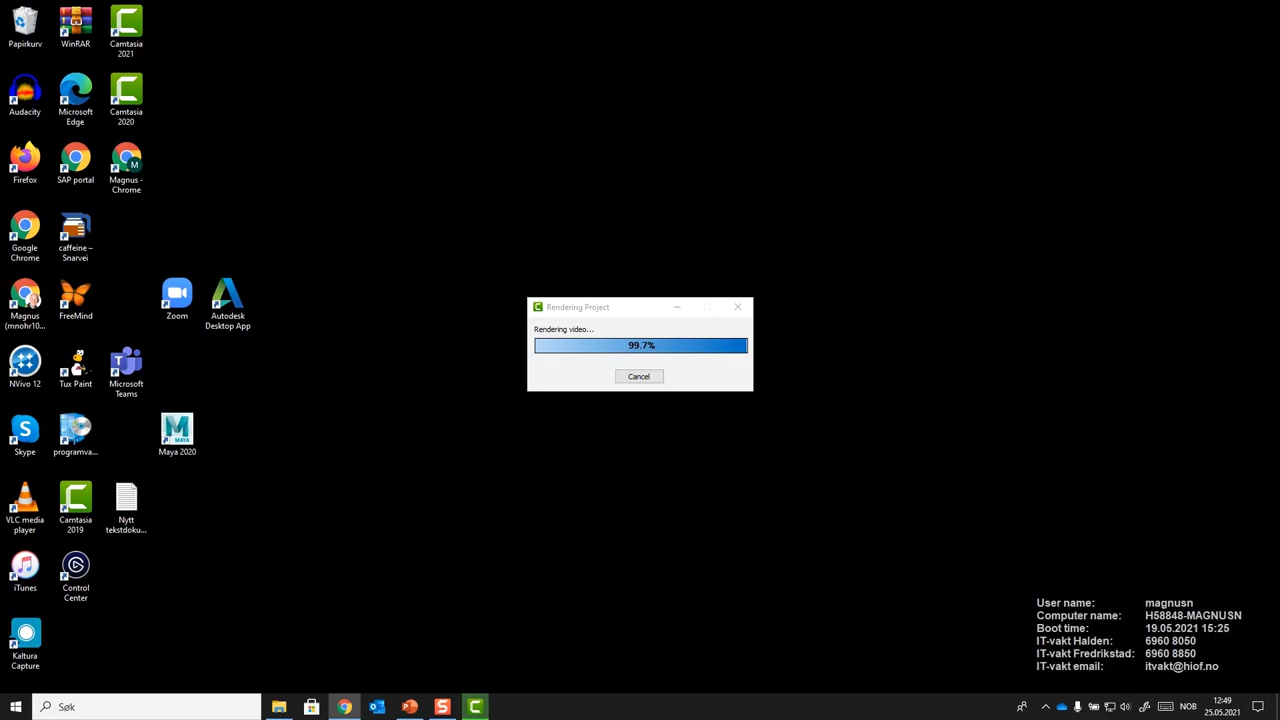 Papirkurv
WinRAR
Camtasia
2021
Audacity
Microsoft
Edge
Camtasia
2020
Firefox
SAP portal
M
Magnus -
Chrome
Google
Chrome
caffeine –
Snarvei
Magnus
(mnohr10...
FreeMind
Zoom
Autodesk
Desktop App
NVivo 12
Tux Paint
Microsoft
Teams
Skype
programva...
MAYA
Maya 2020
VLC media
player
Camtasia
2019
Nytt
tekstdoku...
iTunes
Control
Center
Kaltura
Capture
Rendering Project
Rendering video...
99.7%
Cancel
User name: magnusn
Computer name: H58848-MAGNUSN
Boot time: 19.05.2021 15:25
IT-vakt Halden: 6960 8050
IT-vakt Fredrikstad: 6960 8850
IT-vakt email: itvakt@hiof.no
Søk
NOB
12:49
25.05.2021